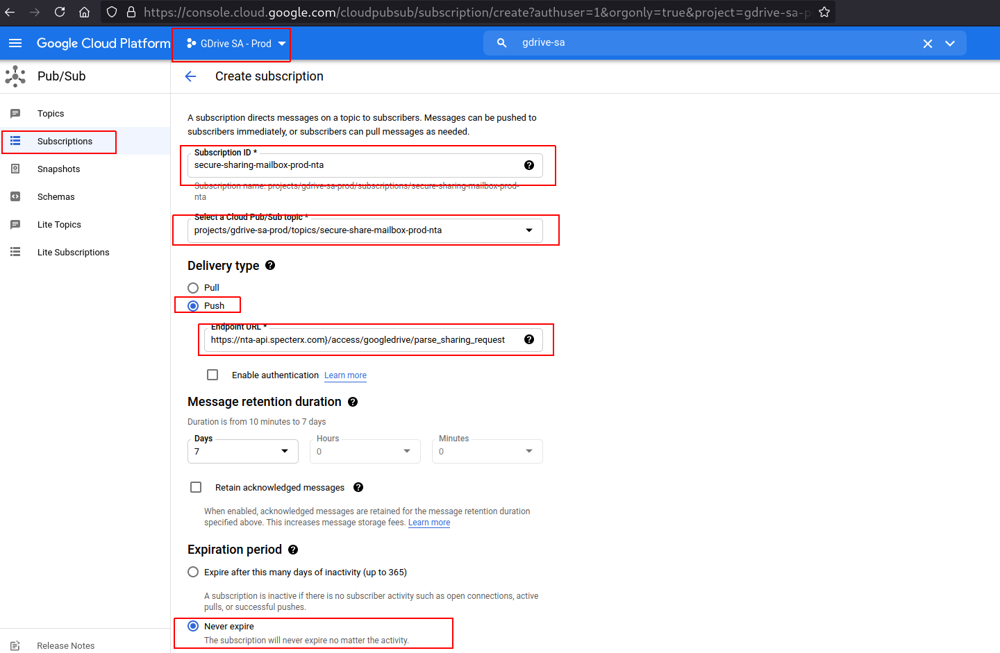 https://console.cloud.google.com/cloudpubsub/subscription/create?authuser=1&orgonly=true&project=gdrive-sa-p
Google Cloud Platform
GDrive SA - Prod
gdrive-sa
Pub/Sub
Create subscription
Topics
Subscriptions
Snapshots
Schemas
Lite Topics
Lite Subscriptions
Release Notes
A subscription directs messages on a topic to subscribers. Messages can be pushed to
subscribers immediately, or subscribers can pull messages as needed.
Subscription ID *
secure-sharing-mailbox-prod-nta
Subscription name: projects/gdrive-sa-prod/subscriptions/secure-sharing-mailbox-prod-
nta
Select a Cloud Pub/Sub topic *
projects/gdrive-sa-prod/topics/secure-share-mailbox-prod-nta
Delivery type
Pull
Push
Endpoint URL *
https://nta-api.specterx.com}/access/googledrive/parse_sharing_request
Enable authentication Learn more
Message retention duration
Duration is from 10 minutes to 7 days
Days
7
Hours
0
Minutes
0
Retain acknowledged messages
When enabled, acknowledged messages are retained for the message retention duration
specified above. This increases message storage fees. Learn more
Expiration period
Expire after this many days of inactivity (up to 365)
A subscription is inactive if there is no subscriber activity such as open connections, active
pulls, or successful pushes.
Never expire
The subscription will never expire no matter the activity.